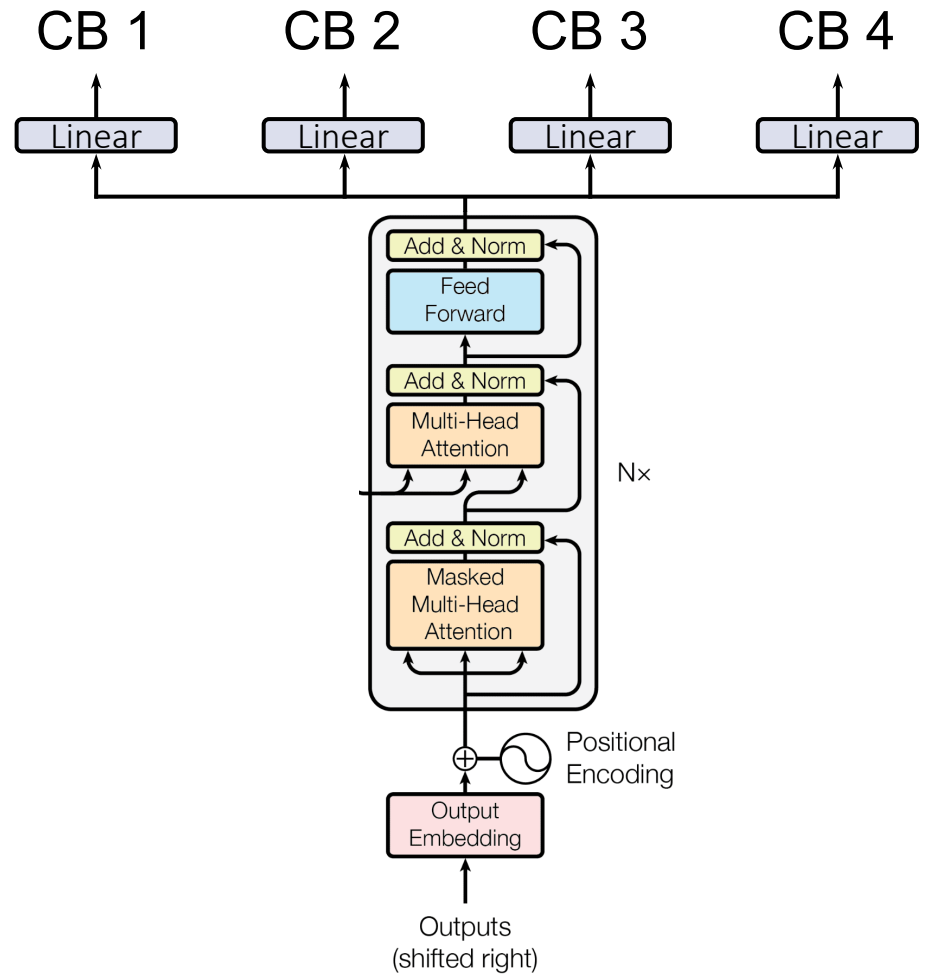 CB 1
CB 2
CB 3
CB 4
Linear
Linear
Linear
Linear
Add & Norm
Feed
Forward
Add & Norm
Multi-Head
Attention
N×
Add & Norm
Masked
Multi-Head
Attention
Positional
Encoding
Output
Embedding
Outputs
(shifted right)